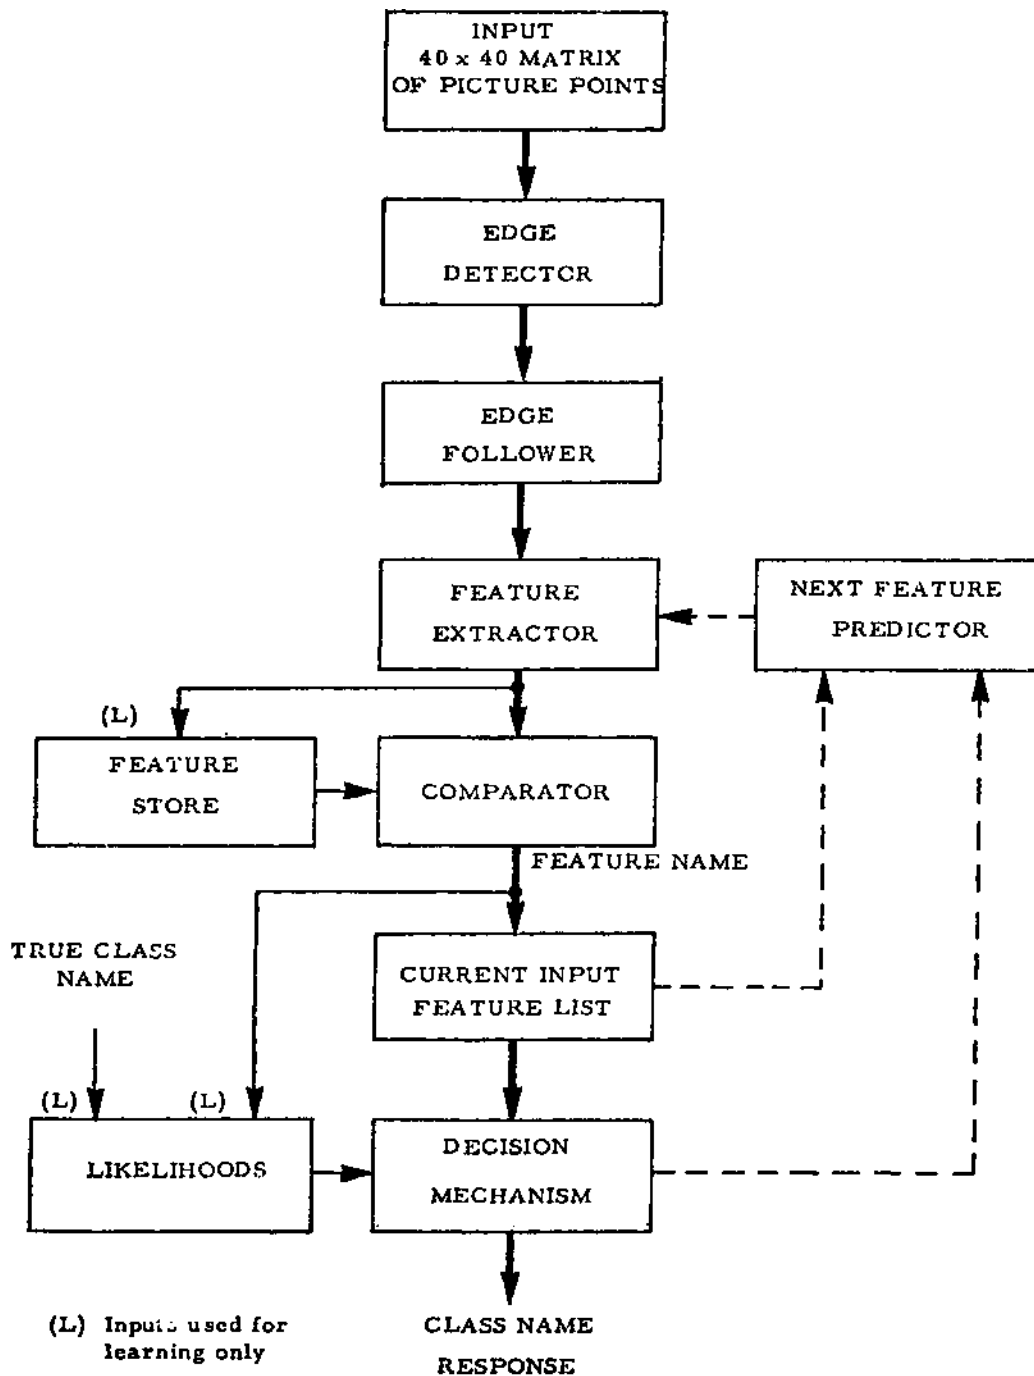 INPUT
40 x 40 MATRIX
OF PICTURE POINTS
EDGE
DETECTOR
EDGE
FOLLOWER
FEATURE
EXTRACTOR
NEXT FEATURE
PREDICTOR
(L)
FEATURE
STORE
COMPARATOR
FEATURE NAME
TRUE CLASS
NAME
CURRENT INPUT
FEATURE LIST
(L)
(L)
LIKELIHOODS
DECISION
MECHANISM
(L) Inputs used for
learning only
CLASS NAME
RESPONSE